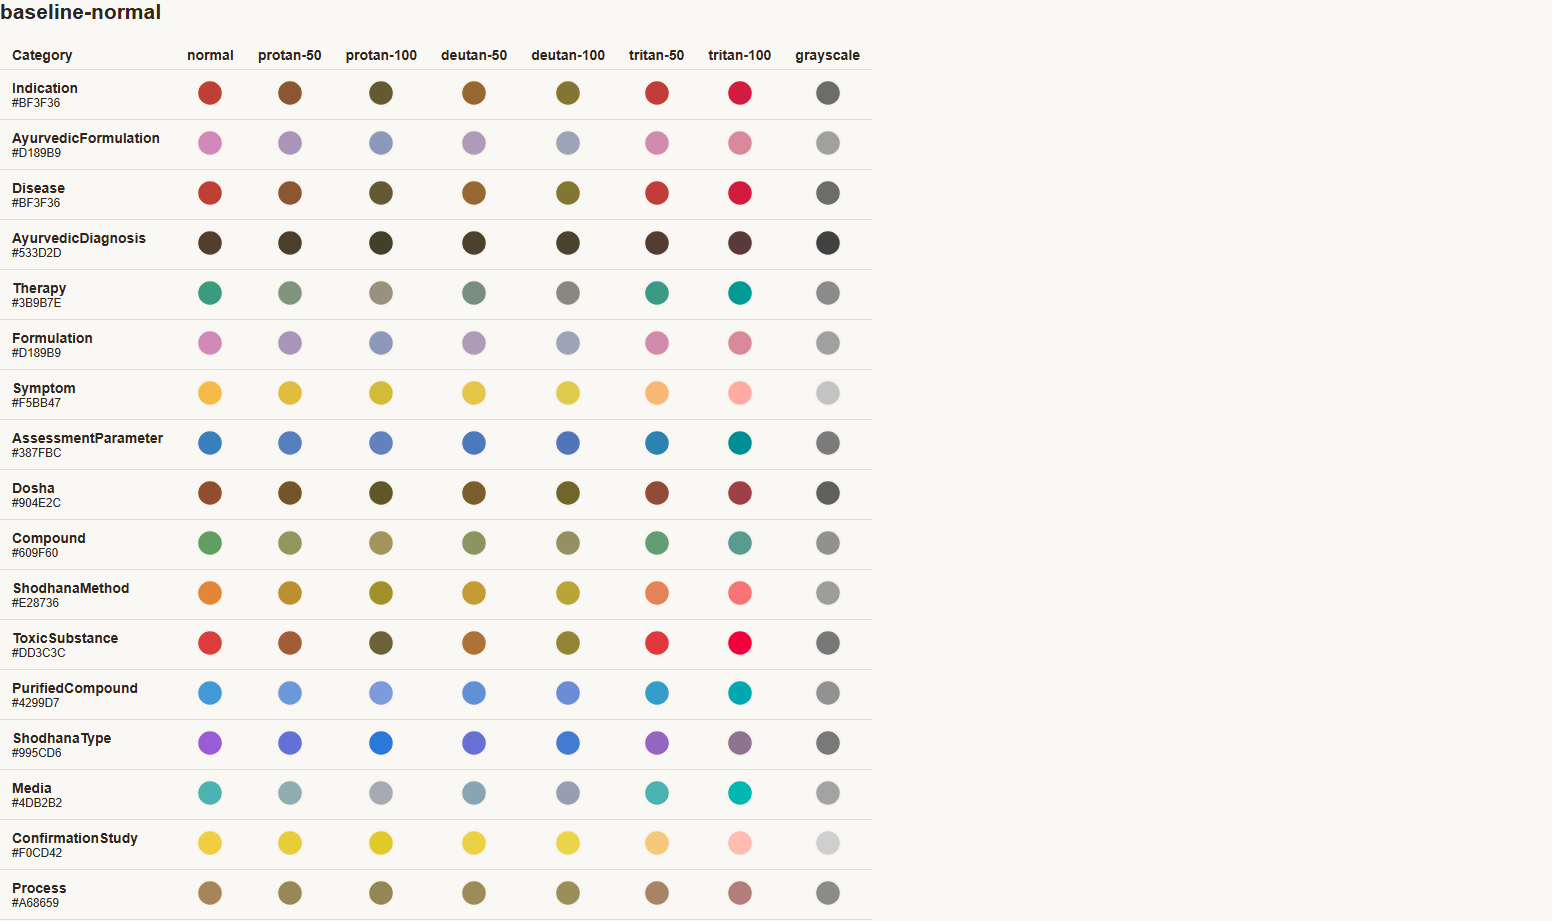 baseline-normal
Category normal protan-50 protan-100 deutan-50 deutan-100 tritan-50 tritan-100 grayscale
Indication
#BF3F36
AyurvedicFormulation
#D189B9
Disease
#BF3F36
AyurvedicDiagnosis
#533D2D
Therapy
#3B9B7E
Formulation
#D189B9
Symptom
#F5BB47
AssessmentParameter
#387FBC
Dosha
#904E2C
Compound
#609F60
ShodhanaMethod
#E28736
ToxicSubstance
#DD3C3C
PurifiedCompound
#4299D7
ShodhanaType
#995CD6
Media
#4DB2B2
ConfirmationStudy
#F0CD42
Process
#A68659